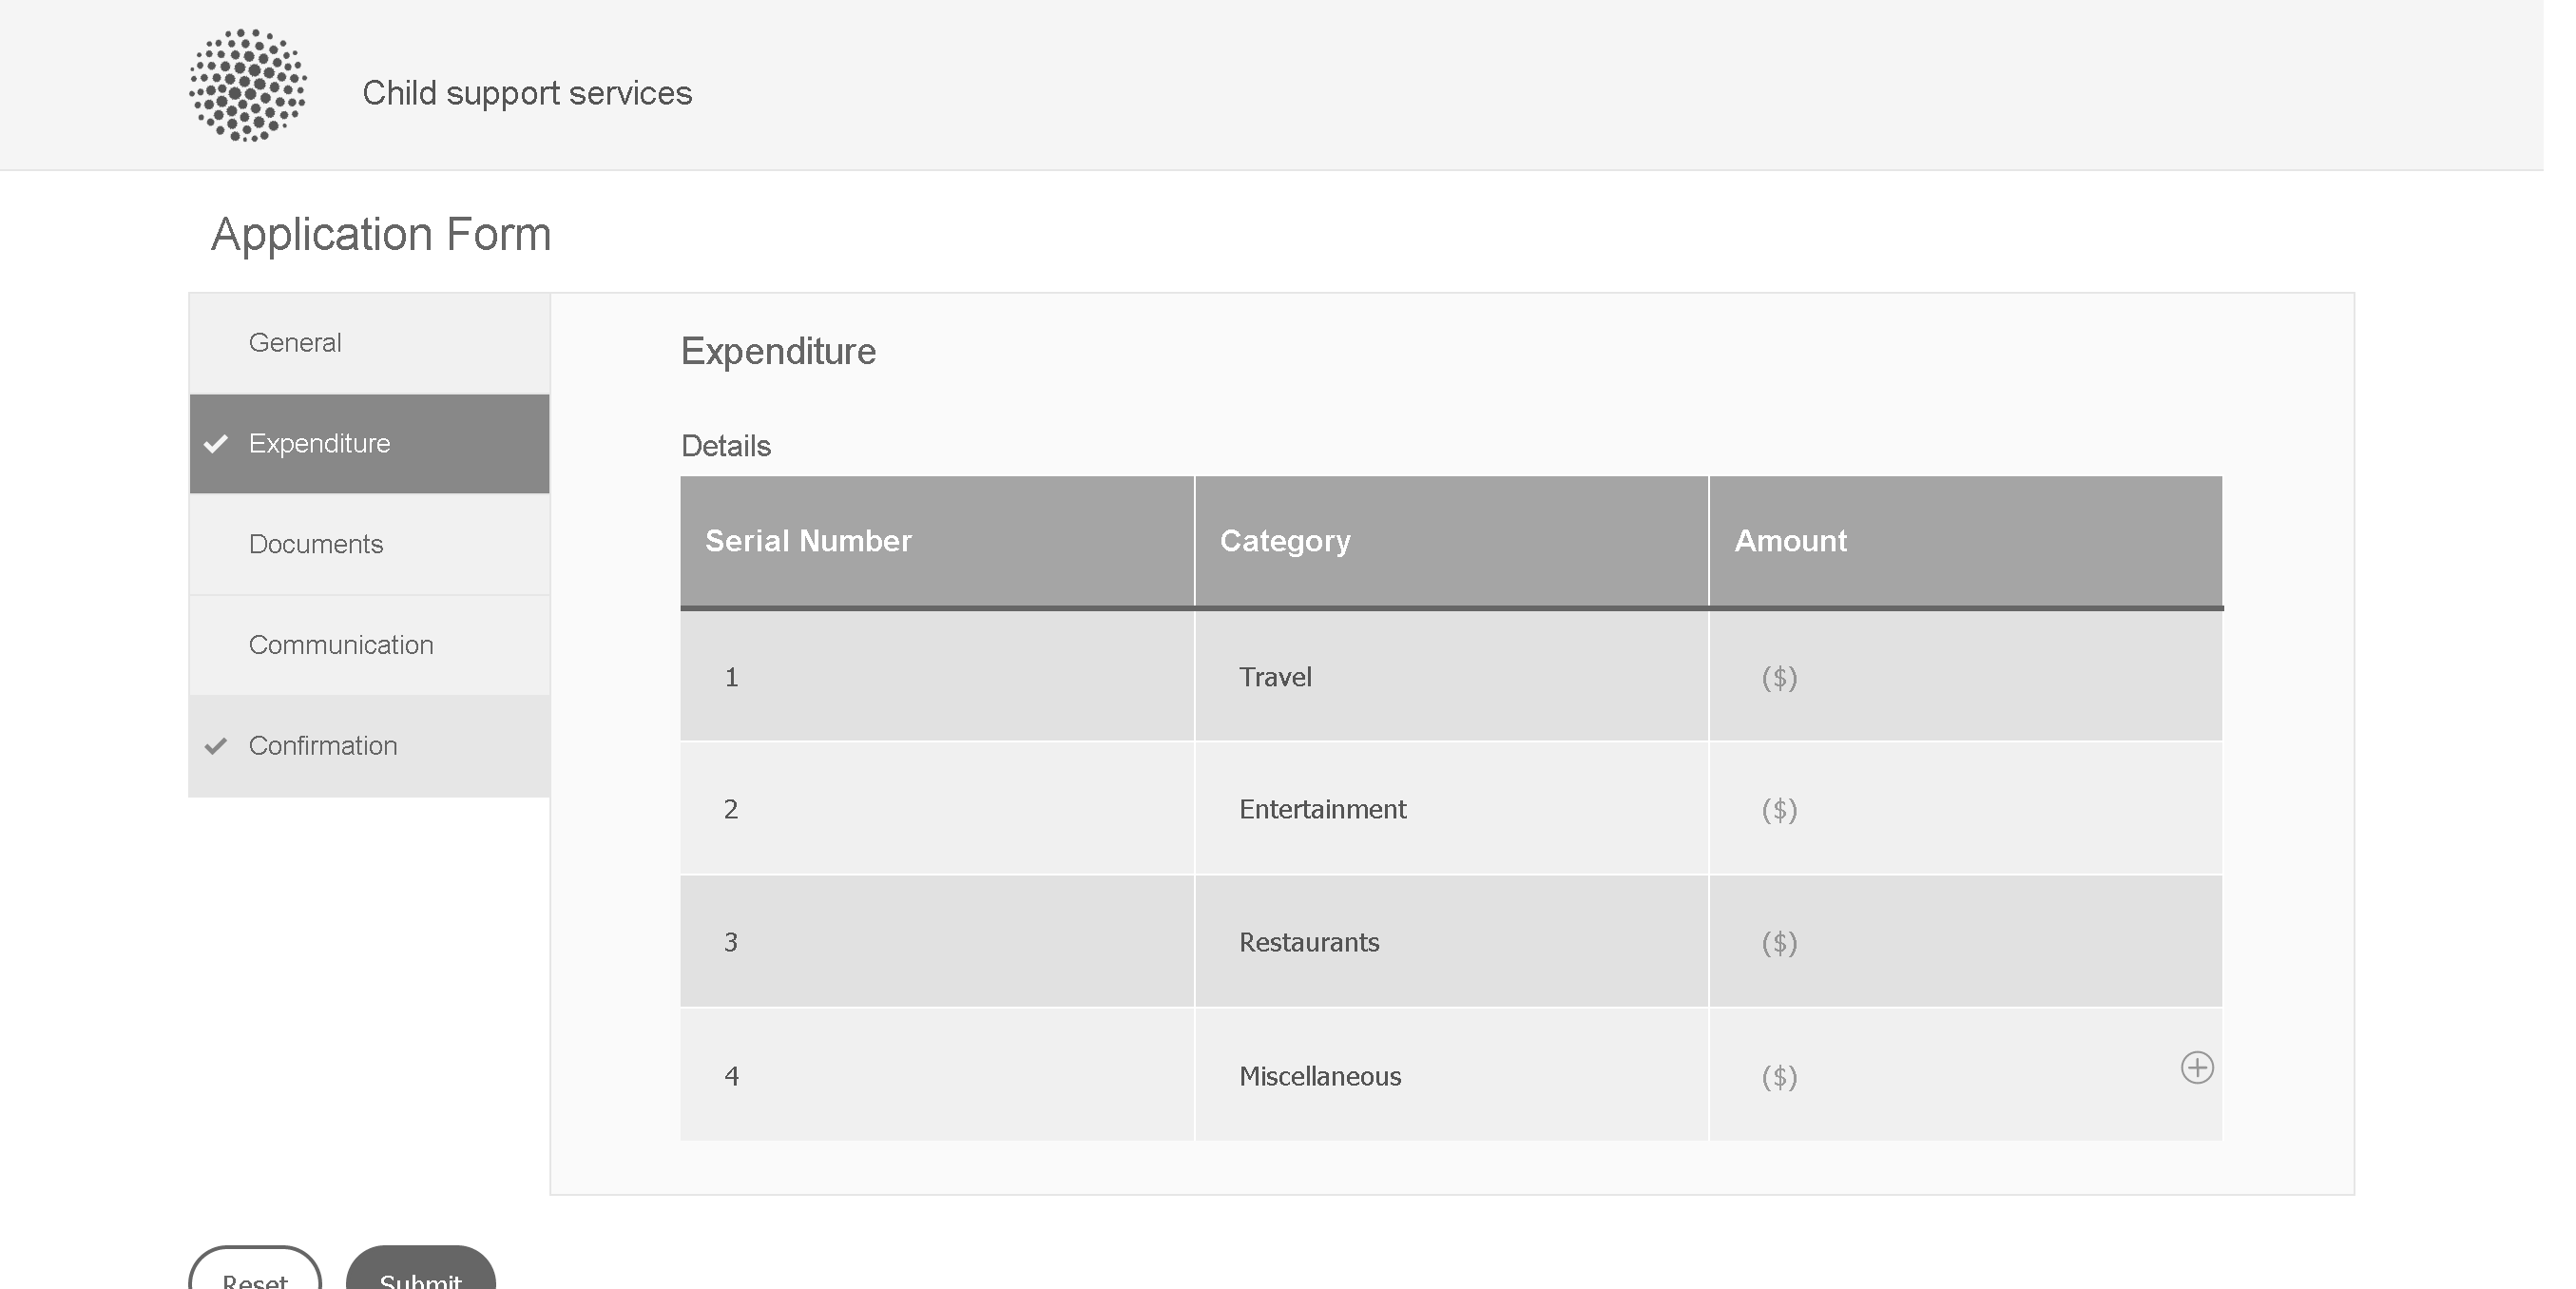 Child support services
Application Form
General
Expenditure
Documents
Communication
Confirmation
Expenditure
Details
Serial Number Category Amount
1 Travel ($)
2 Entertainment ($)
3 Restaurants ($)
4 Miscellaneous ($)
Reset Submit